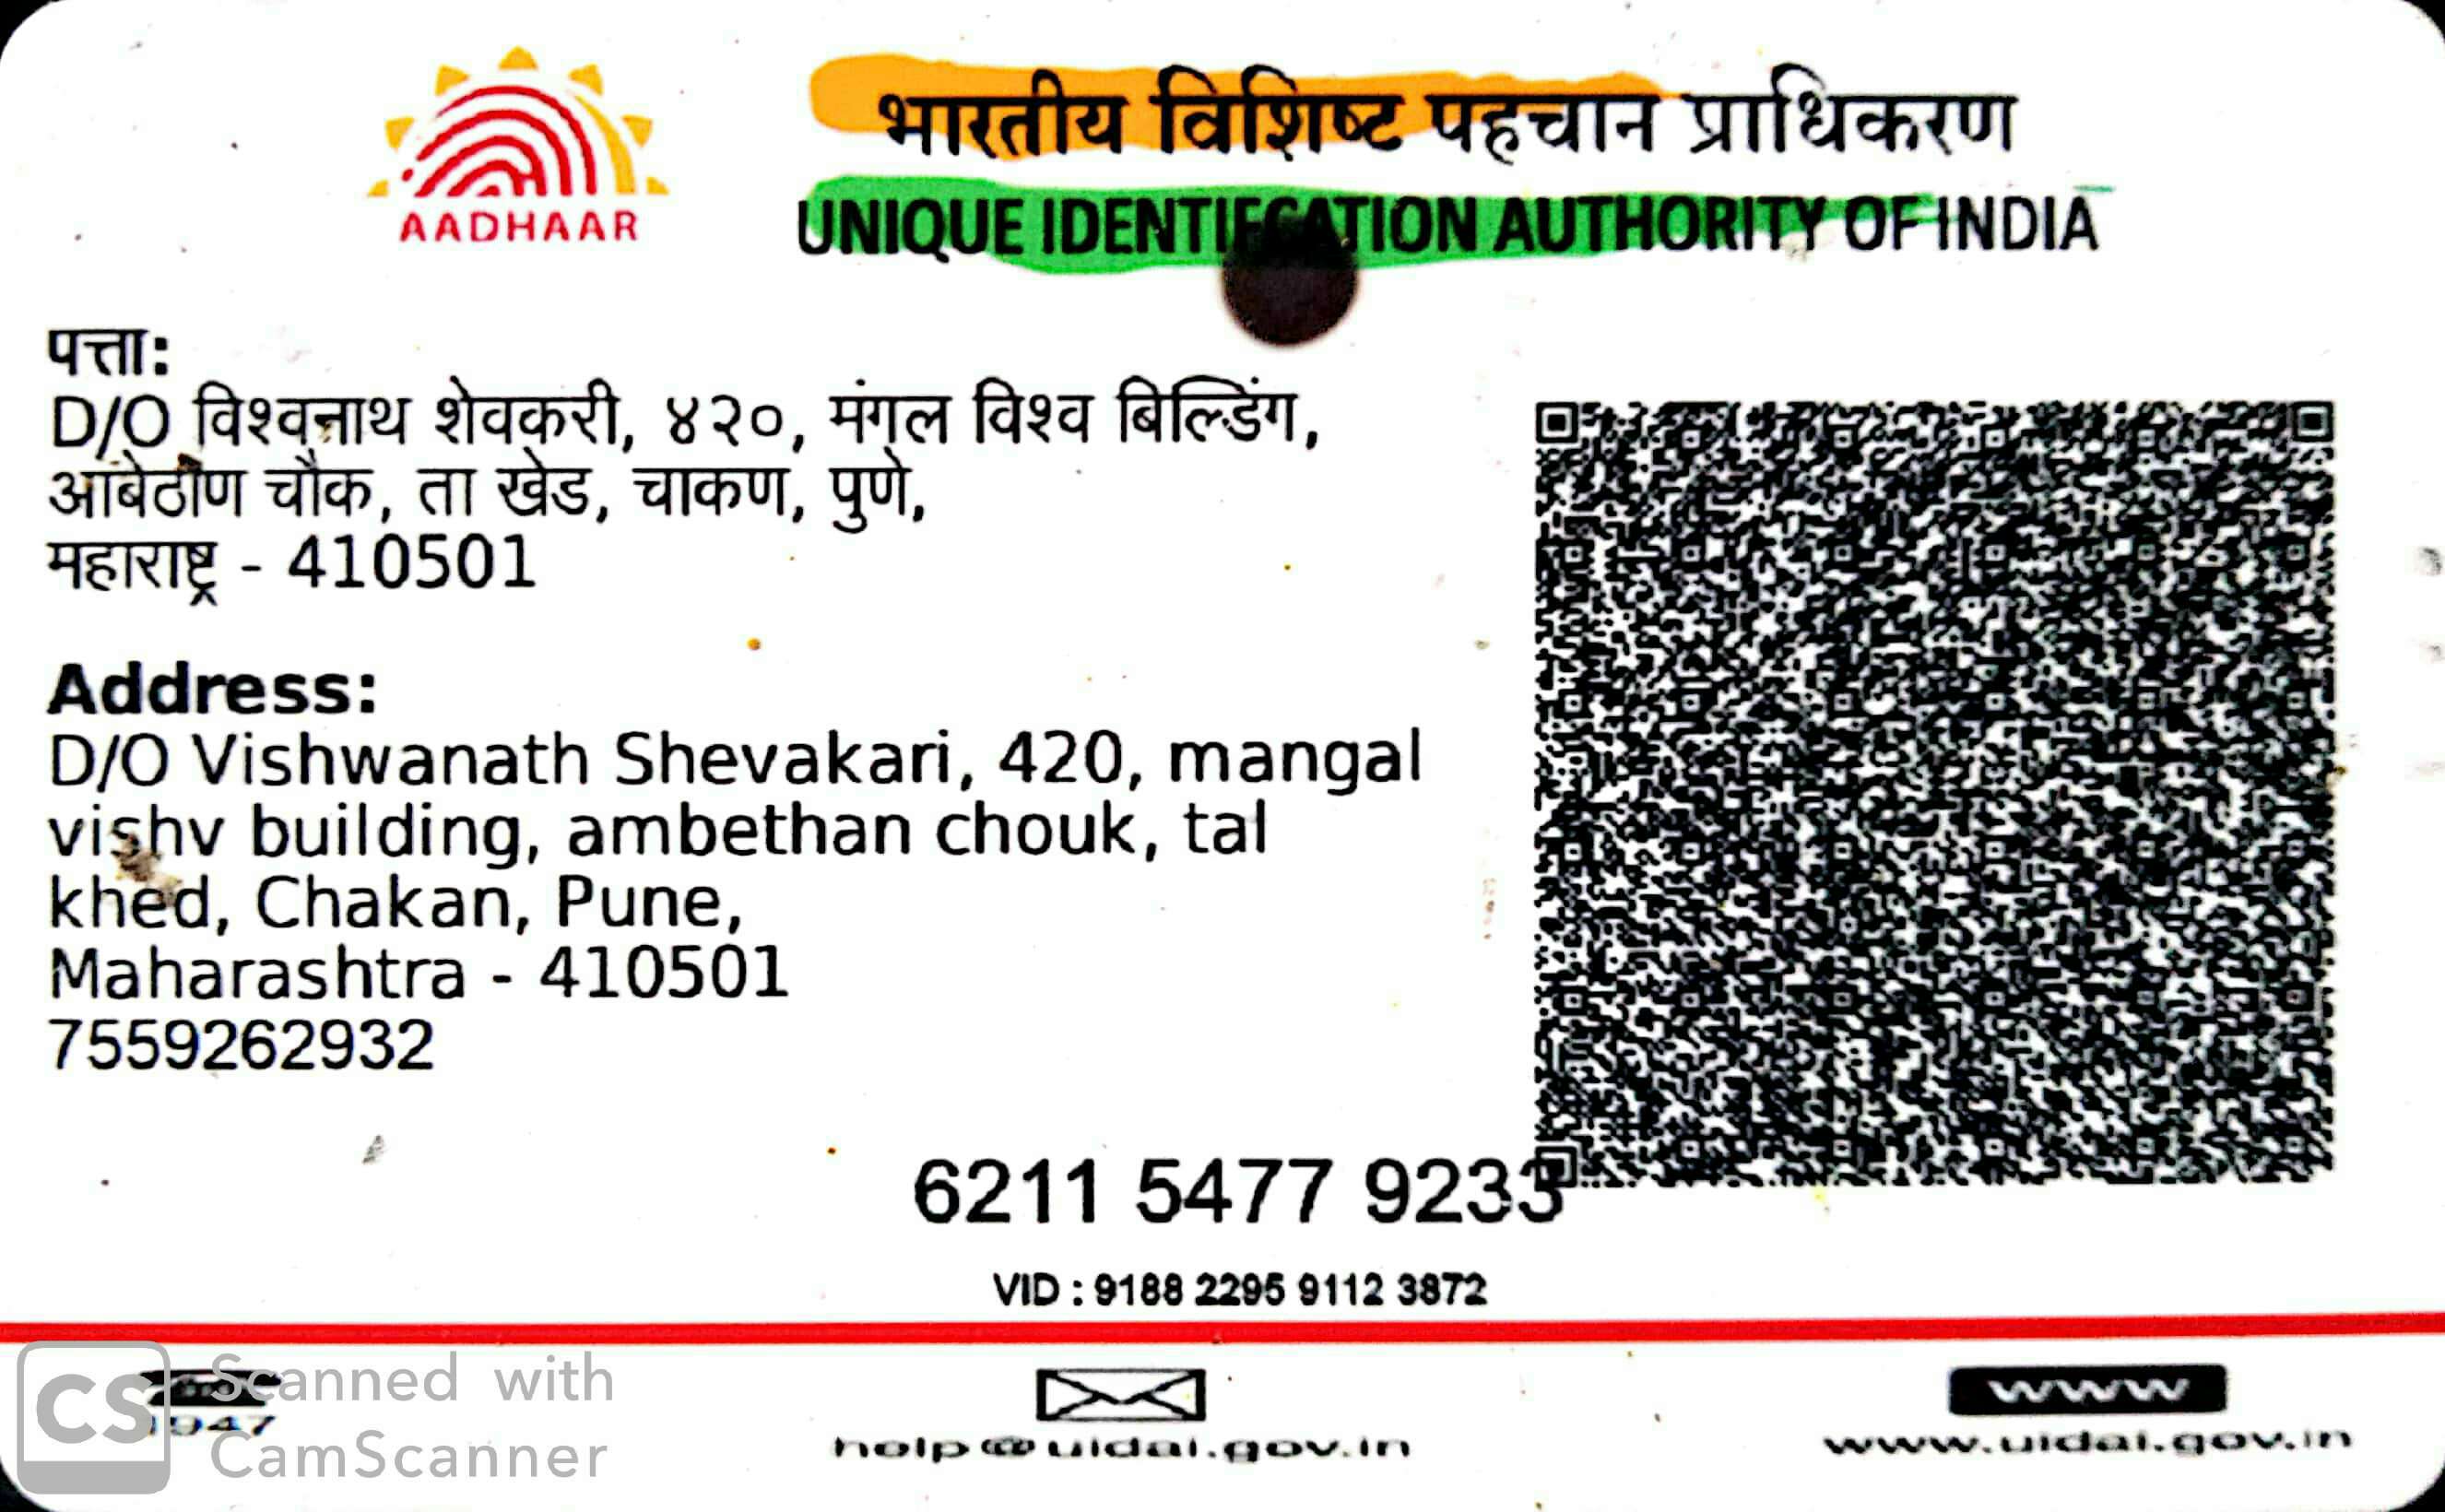 AADHAAR
भारतीय विशिष्ट पहचान प्राधिकरण
UNIQUE IDENTIFICATION AUTHORITY OF INDIA
पत्ता:
D/O विश्वनाथ शेवकरी, ४२०, मंगल विश्व बिल्डिंग,
आंबेठाण चौक, ता खेड, चाकण, पुणे,
महाराष्ट्र - 410501
Address:
D/O Vishwanath Shevakari, 420, mangal
vishv building, ambethan chouk, tal
khed, Chakan, Pune,
Maharashtra - 410501
7559262932
6211 5477 9233
VID : 9188 2295 9112 3872
1947
help@uidai.gov.in
www
www.uidai.gov.in
CS
Scanned with
CamScanner